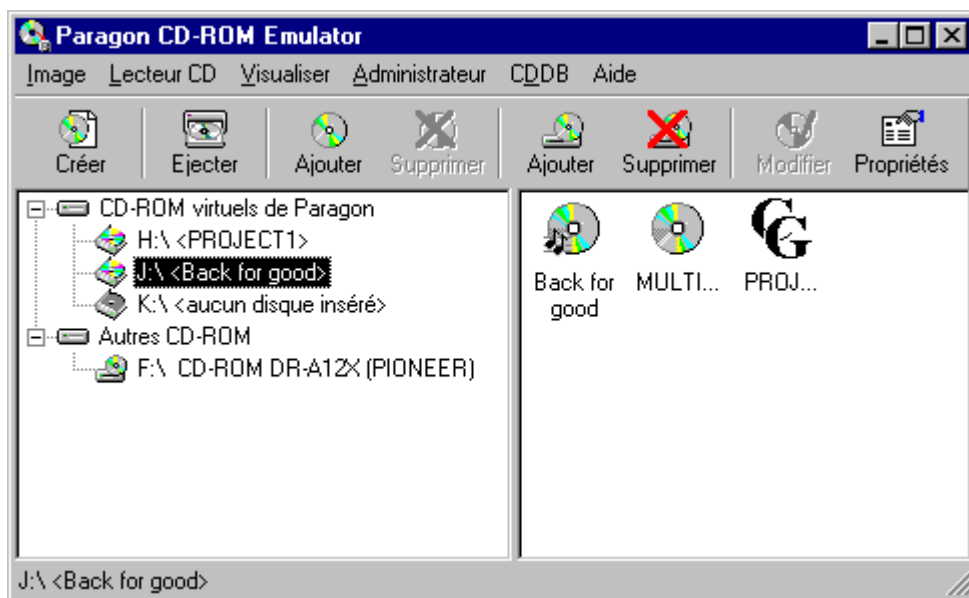 Paragon CD-ROM Emulator
Image Lecteur CD Visualiser Administrateur CDDB Aide
Créer Ejecter Ajouter Supprimer Ajouter Supprimer Modifier Propriétés
CD-ROM virtuels de Paragon
H:\ <PROJECT1>
J:\ <Back for good>
K:\ <aucun disque inséré>
Autres CD-ROM
F:\ CD-ROM DR-A12X (PIONEER)
Back for good
MULTI...
PROJ...
J:\ <Back for good>